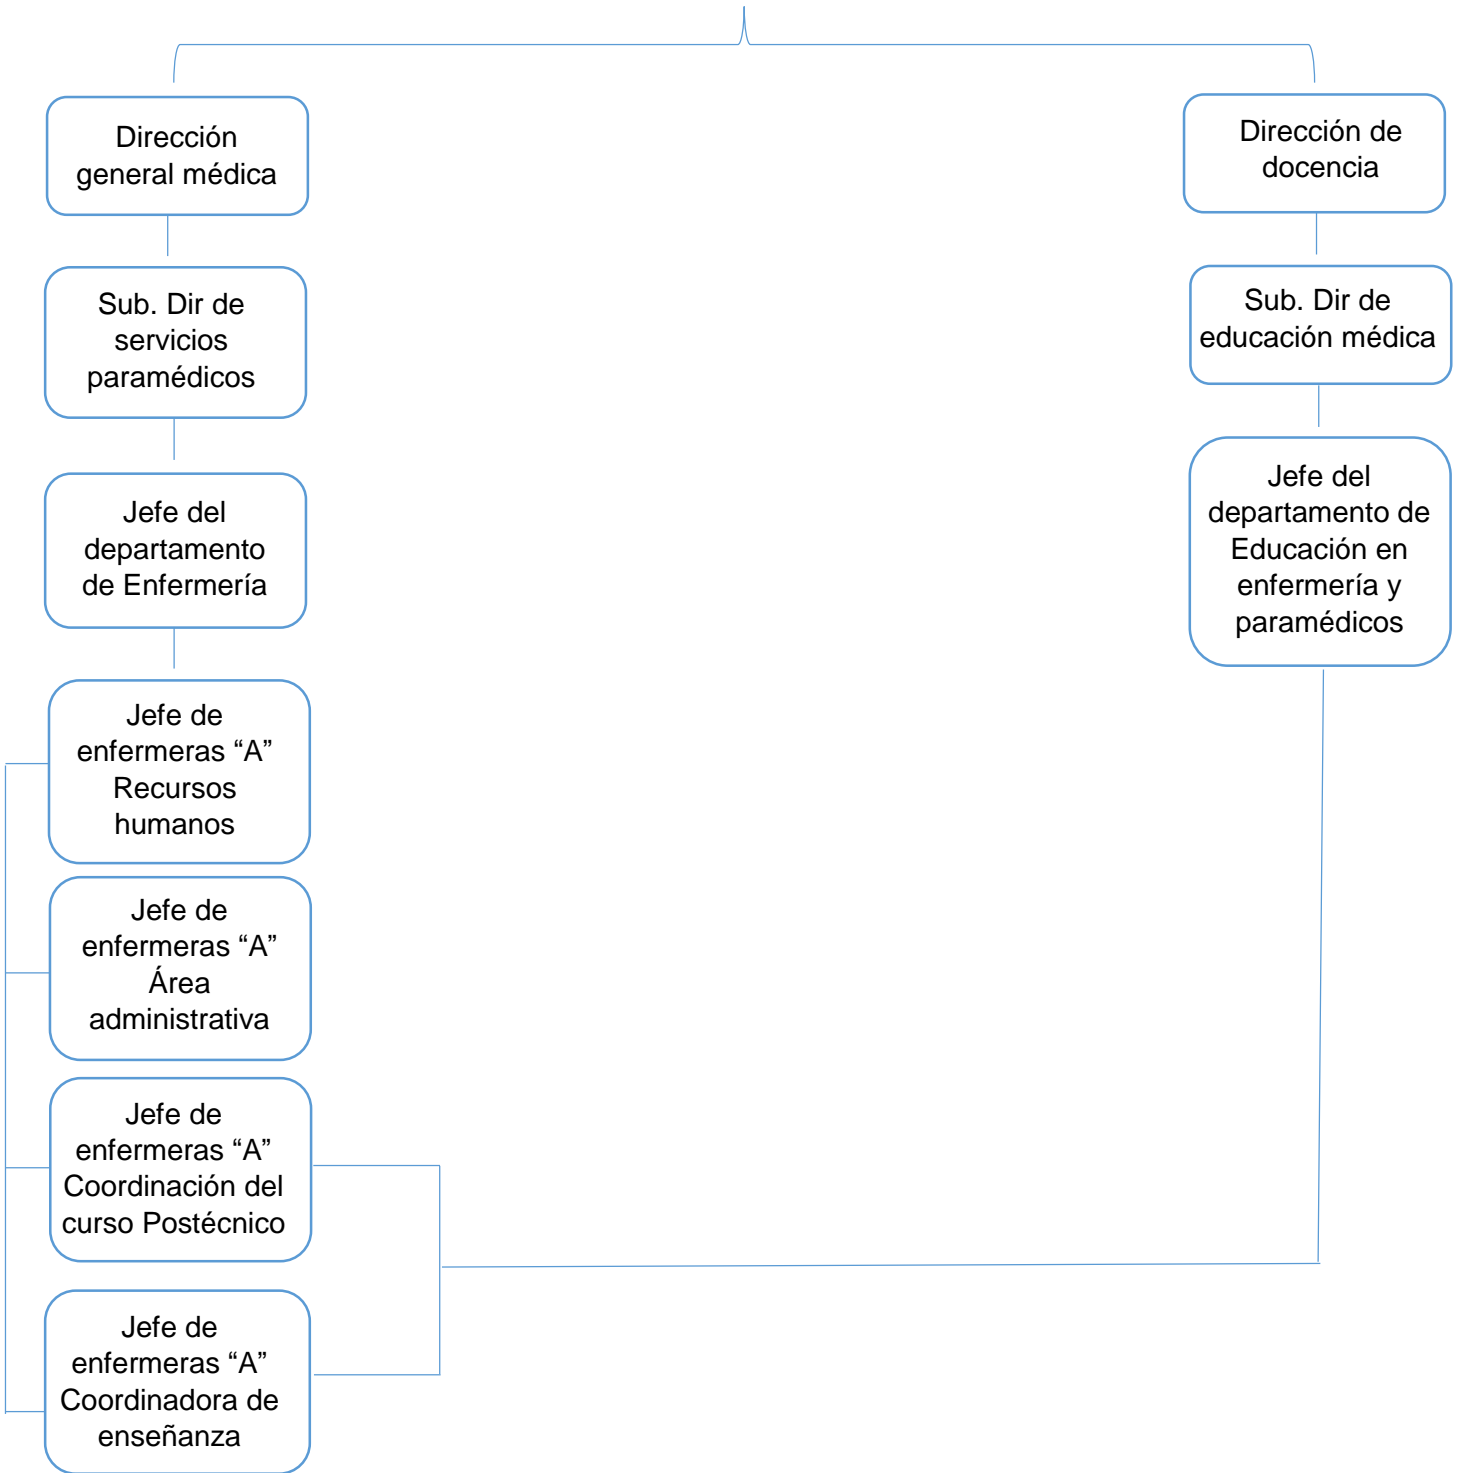 Dirección
general médica
Dirección de
docencia
Sub. Dir de
servicios
paramédicos
Sub. Dir de
educación médica
Jefe del
departamento
de Enfermería
Jefe del
departamento de
Educación en
enfermería y
paramédicos
Jefe de
enfermeras “A”
Recursos
humanos
Jefe de
enfermeras “A”
Área
administrativa
Jefe de
enfermeras “A”
Coordinación del
curso Postécnico
Jefe de
enfermeras “A”
Coordinadora de
enseñanza